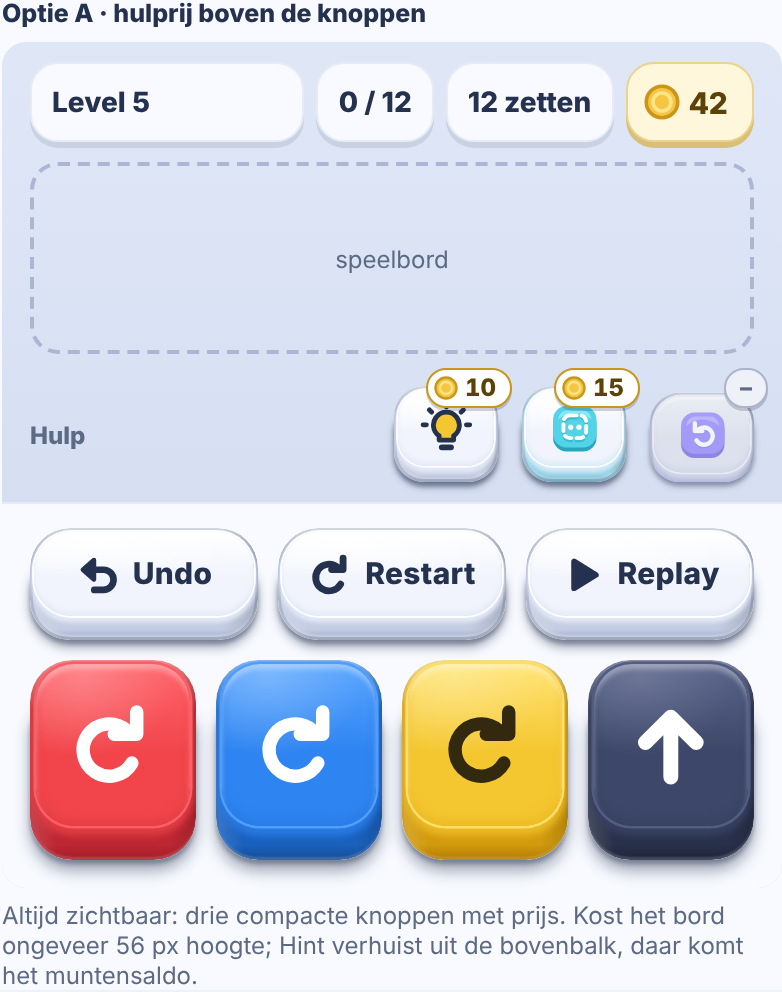 Optie A · hulprij boven de knoppen
Level 5
0 / 12
12 zetten
42
speelbord
Hulp
10
15
–
Undo
Restart
Replay
Altijd zichtbaar: drie compacte knoppen met prijs. Kost het bord
ongeveer 56 px hoogte; Hint verhuist uit de bovenbalk, daar komt
het muntensaldo.